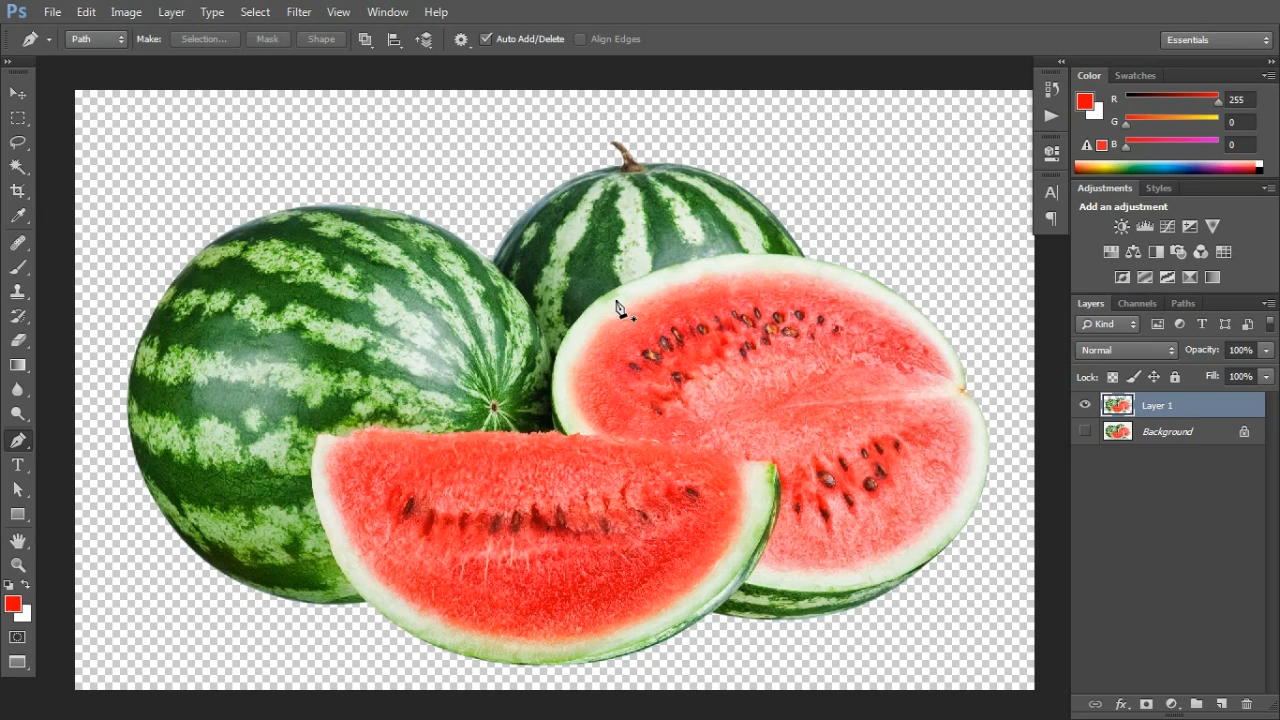 Ps File Edit Image Layer Type Select Filter View Window Help
Path Make: Selection... Mask Shape Auto Add/Delete Align Edges Essentials
Color Swatches
R 255
G 0
B 0
Adjustments Styles
Add an adjustment
Layers Channels Paths
Kind
Normal Opacity: 100%
Lock: Fill: 100%
Layer 1
Background
fx